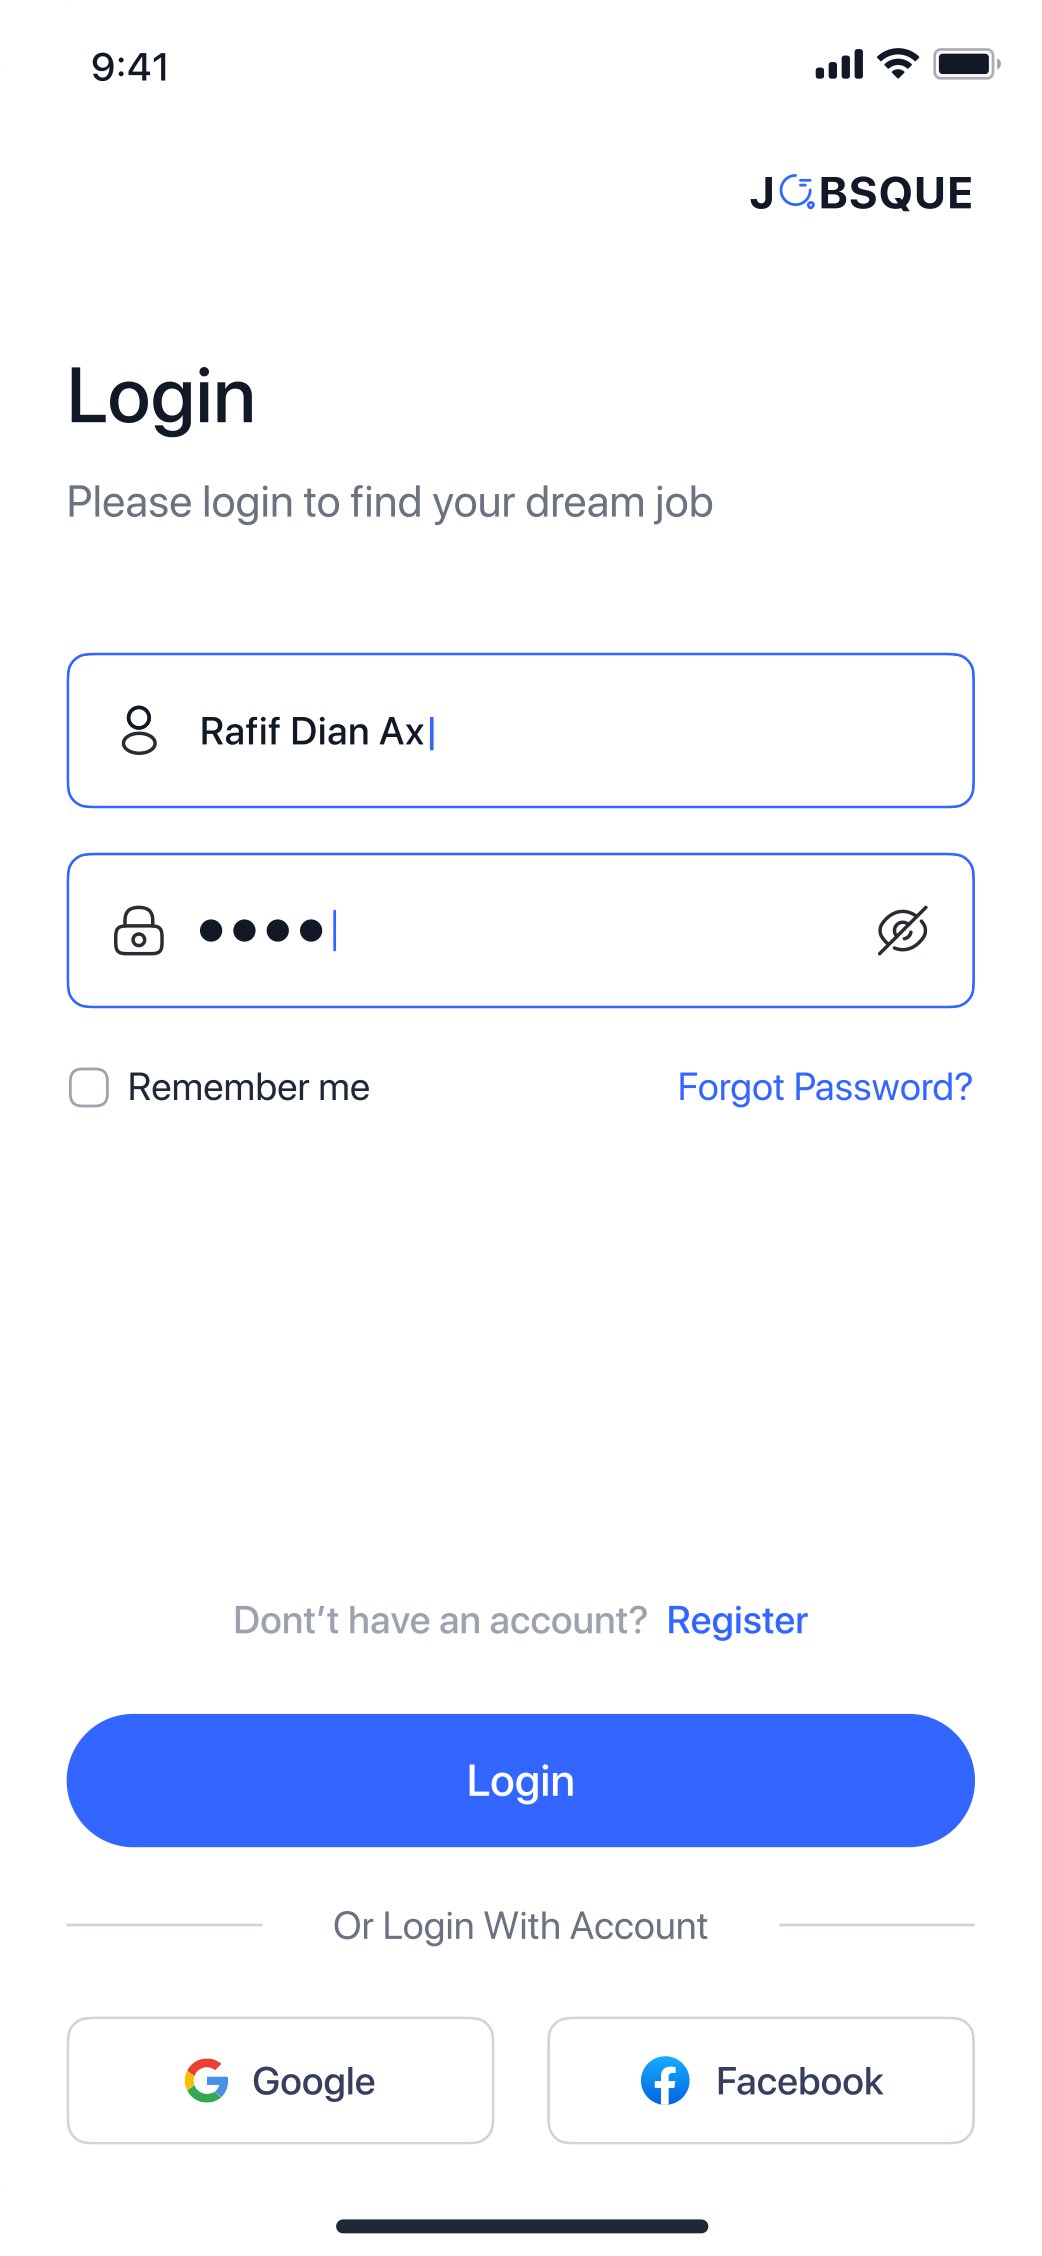 9:41
JOBSQUE
Login
Please login to find your dream job
Rafif Dian Ax
Remember me
Forgot Password?
Dont’t have an account? Register
Login
Or Login With Account
Google
Facebook